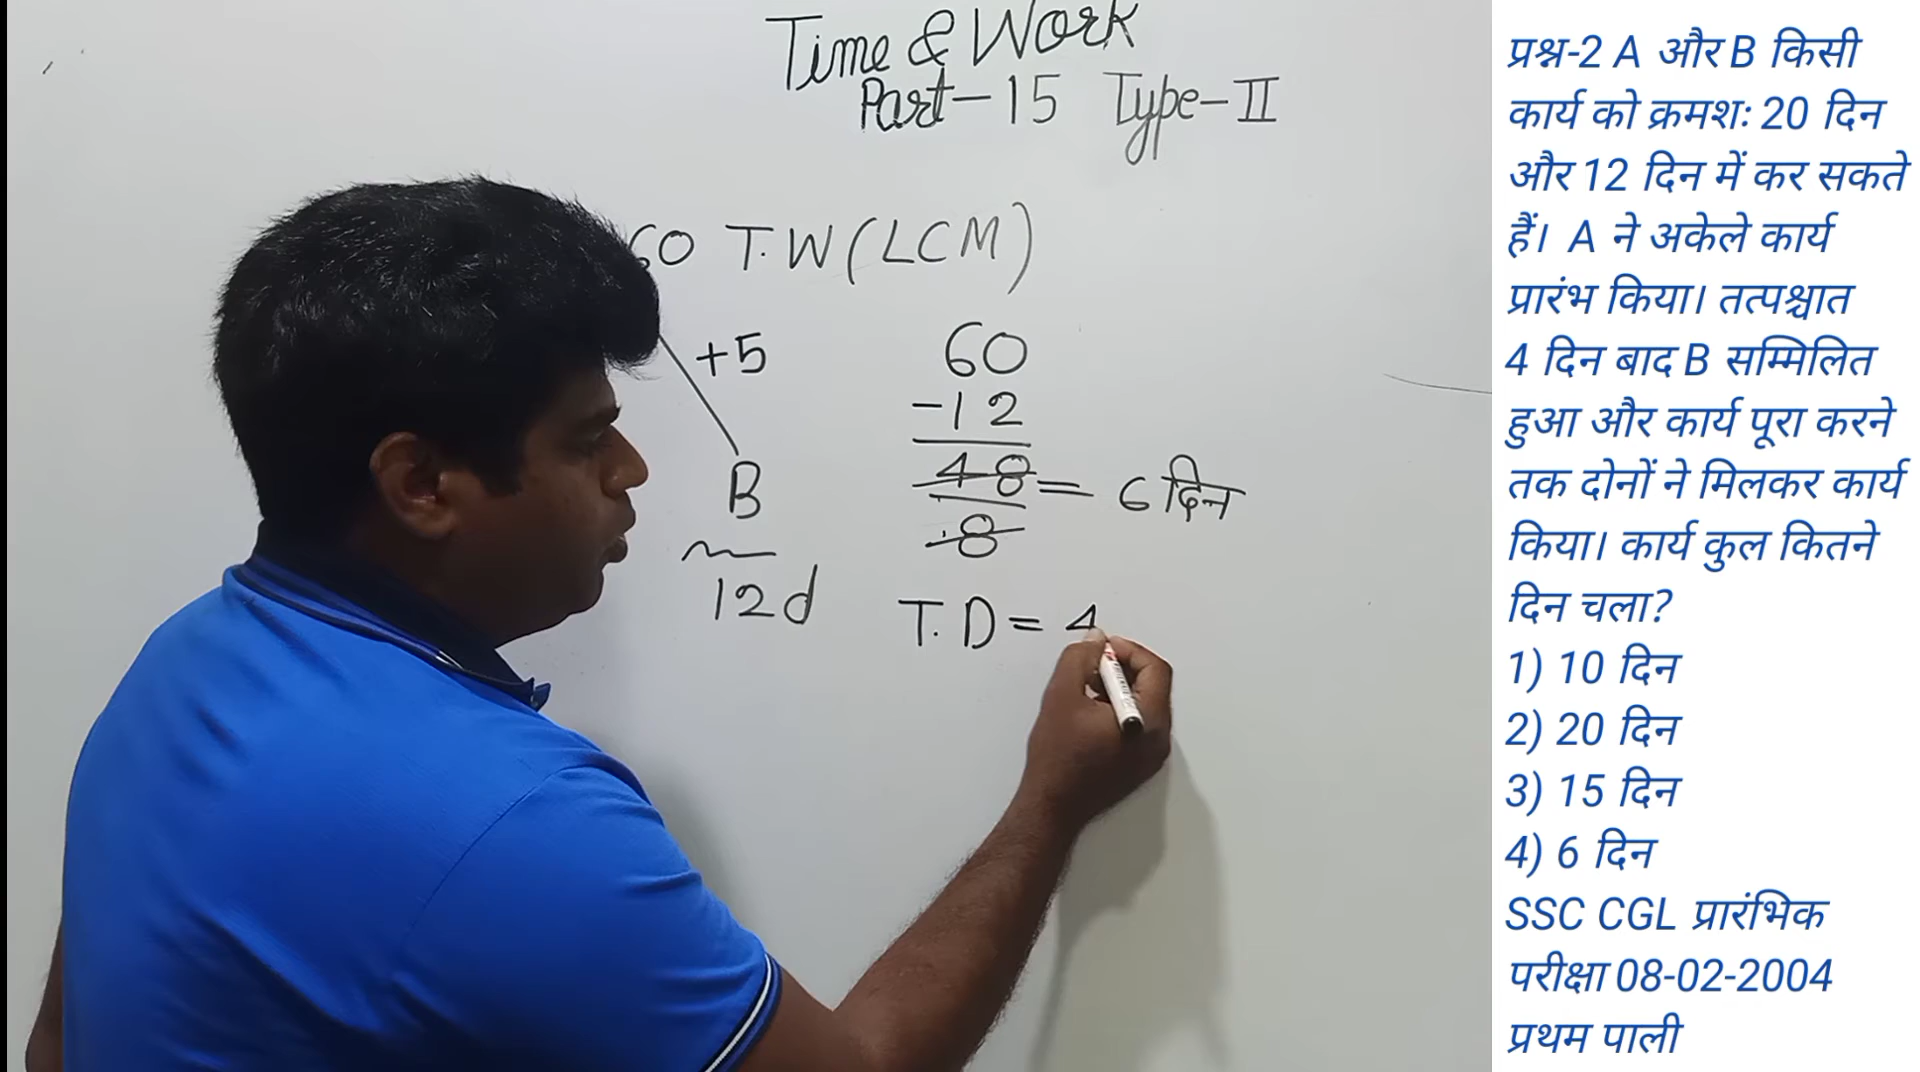 Time & Work
Part-15 Type-II
60 T.W (LCM)
+5
B
12d
60
-12
48 = 6 दिन
8
T.D = 4
प्रश्न-2 A और B किसी
कार्य को क्रमशः 20 दिन
और 12 दिन में कर सकते
हैं। A ने अकेले कार्य
प्रारंभ किया। तत्पश्चात
4 दिन बाद B सम्मिलित
हुआ और कार्य पूरा करने
तक दोनों ने मिलकर कार्य
किया। कार्य कुल कितने
दिन चला?
1) 10 दिन
2) 20 दिन
3) 15 दिन
4) 6 दिन
SSC CGL प्रारंभिक
परीक्षा 08-02-2004
प्रथम पाली